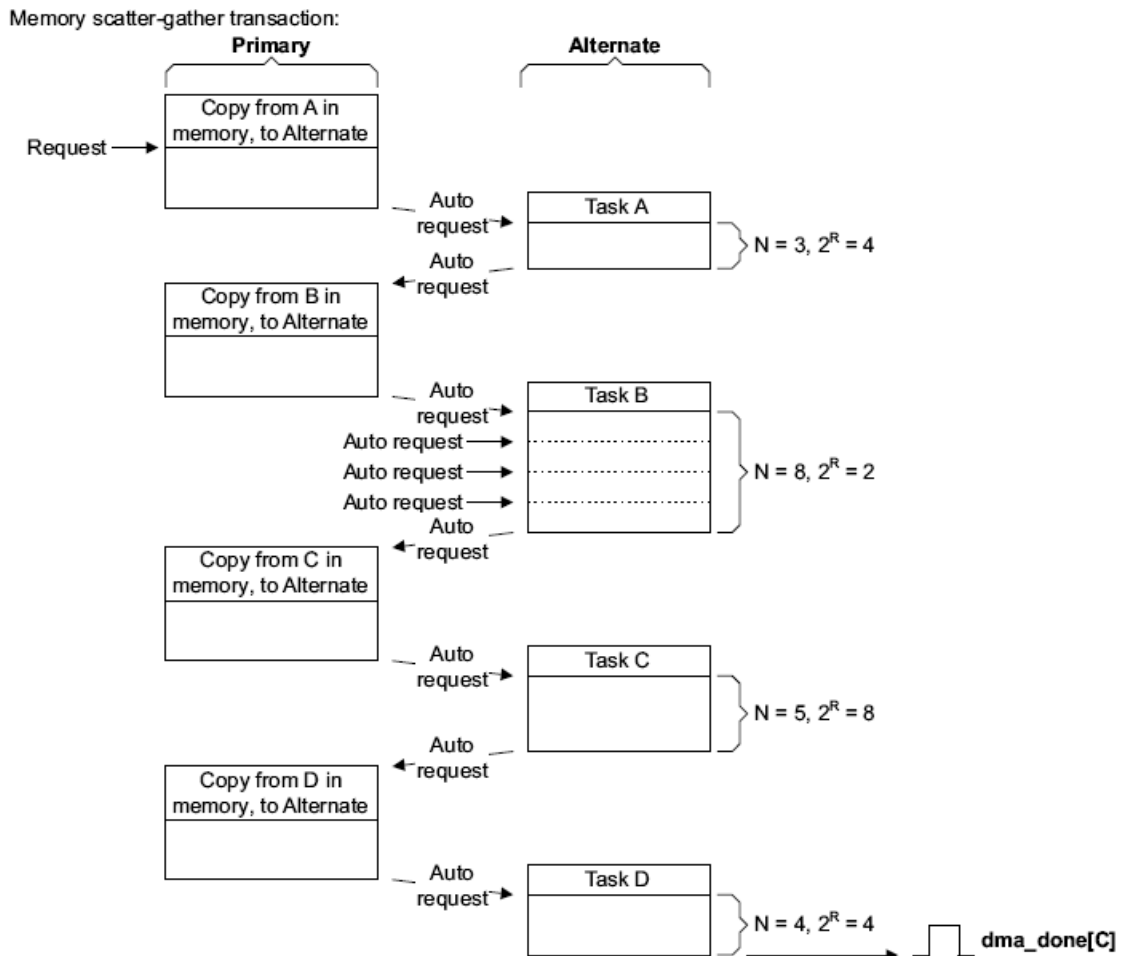 Memory scatter-gather transaction:
Primary
Alternate
Copy from A in
memory, to Alternate
Request
Auto
request
Task A
N = 3, 2^R = 4
Auto
request
Copy from B in
memory, to Alternate
Auto
request
Task B
Auto request
Auto request
Auto request
N = 8, 2^R = 2
Auto
request
Copy from C in
memory, to Alternate
Auto
request
Task C
N = 5, 2^R = 8
Auto
request
Copy from D in
memory, to Alternate
Auto
request
Task D
N = 4, 2^R = 4
dma_done[C]